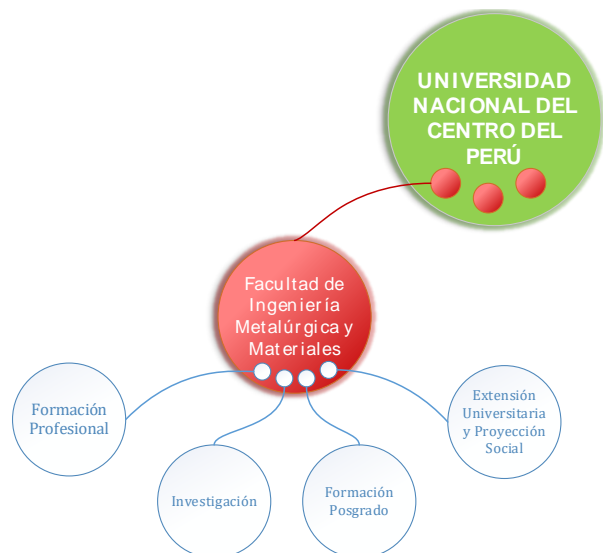 UNIVERSIDAD
NACIONAL DEL
CENTRO DEL
PERÚ
Facultad de
Ingeniería
Metalúrgica y
Materiales
Formación
Profesional
Investigación
Formación
Posgrado
Extensión
Universitaria
y Proyección
Social